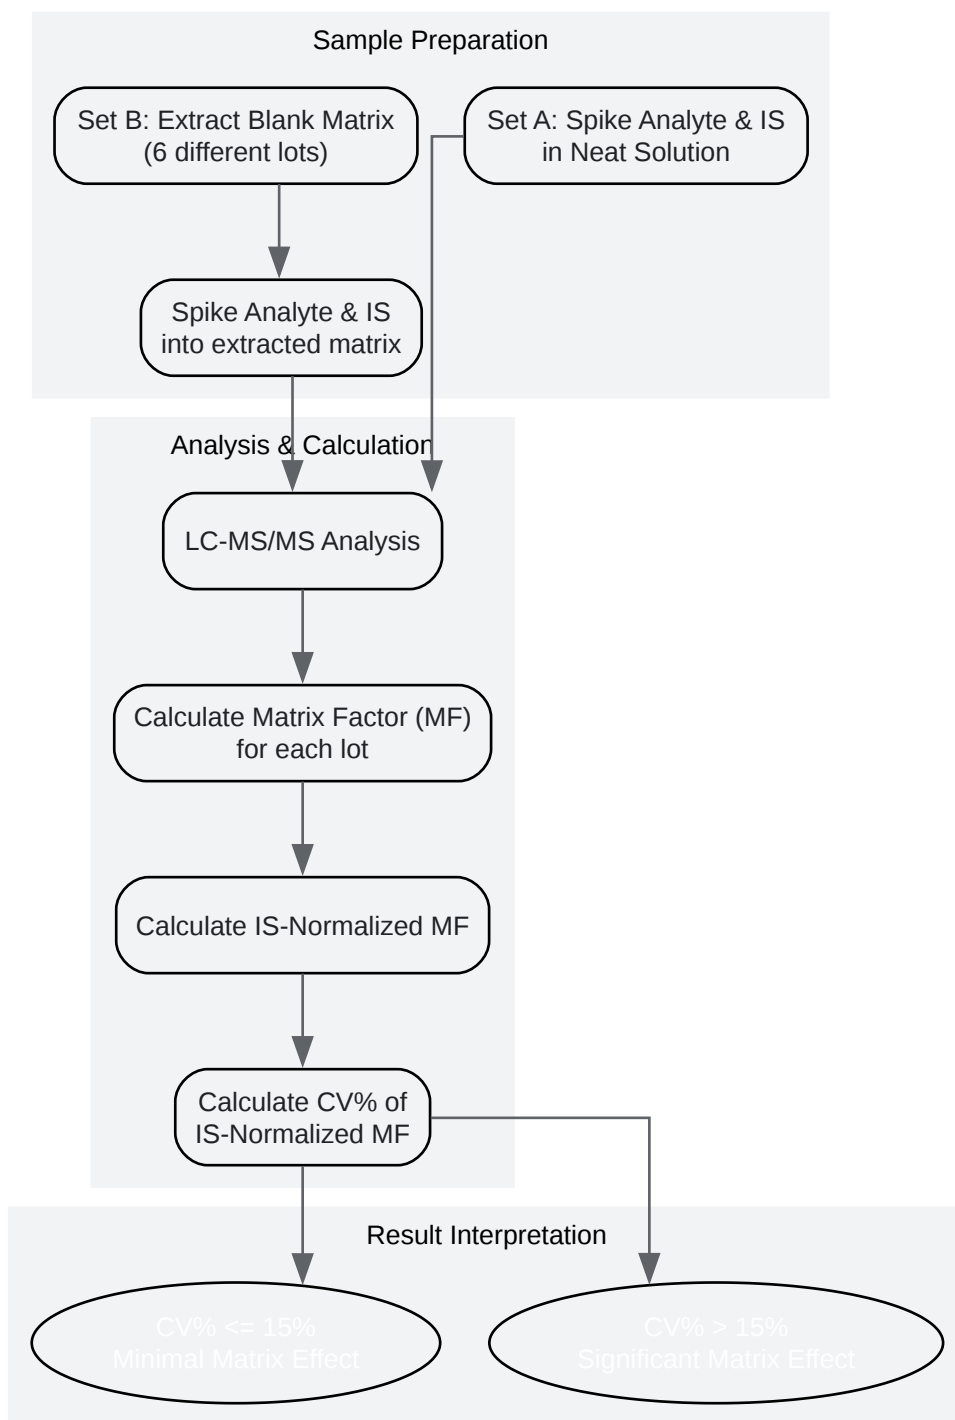 Sample Preparation
Set B: Extract Blank Matrix
(6 different lots)
Set A: Spike Analyte & IS
in Neat Solution
Spike Analyte & IS
into extracted matrix
Analysis & Calculation
LC-MS/MS Analysis
Calculate Matrix Factor (MF)
for each lot
Calculate IS-Normalized MF
Calculate CV% of
IS-Normalized MF
Result Interpretation
CV% <= 15%
Minimal Matrix Effect
CV% > 15%
Significant Matrix Effect